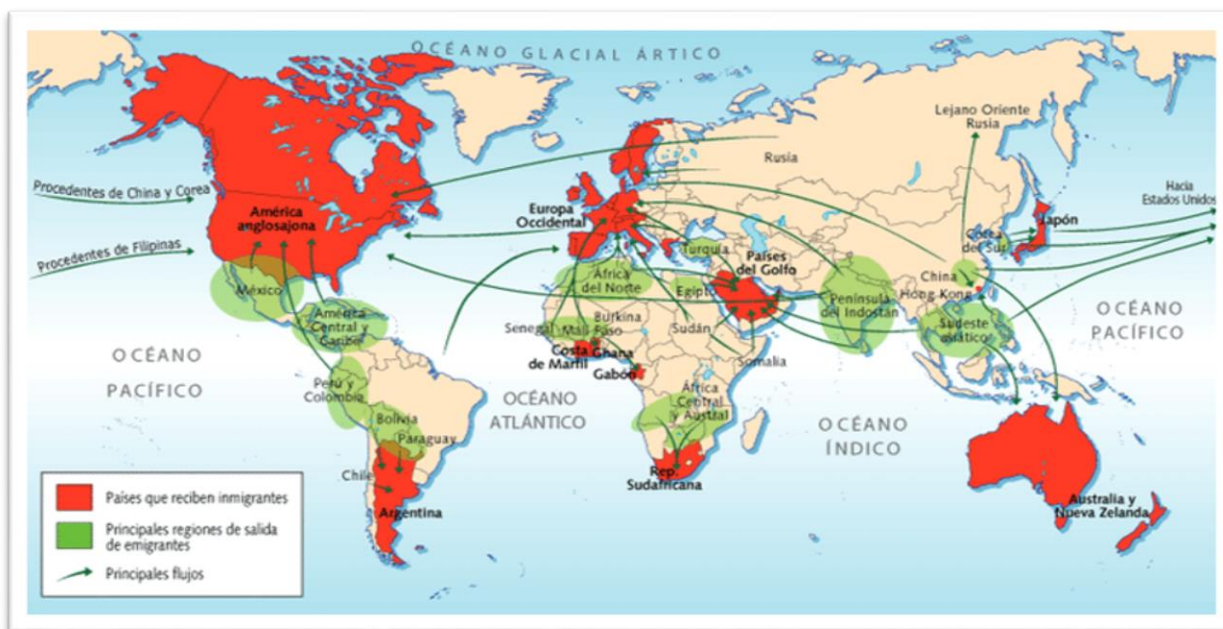 OCÉANO GLACIAL ÁRTICO
Lejano Oriente
Rusia
Rusia
Procedentes de China y Corea
Hacia
Estados Unidos
América
anglosajona
Europa
Occidental
Japón
Corea
del Sur
Procedentes de Filipinas
Turquía
Países
del Golfo
China
México
África
del Norte
Egipto
Península
del Indostán
Hong Kong
América
Central y
Caribe
Senegal
Malí
Burkina
Faso
Sudán
Sudeste
asiático
OCÉANO
PACÍFICO
OCÉANO
PACÍFICO
Costa
de Marfil
Ghana
Gabón
Somalia
Perú y
Colombia
OCÉANO
ATLÁNTICO
África
Central
y Austral
Bolivia
Paraguay
OCÉANO
ÍNDICO
Chile
Rep.
Sudafricana
Argentina
Australia y
Nueva Zelanda
Países que reciben inmigrantes
Principales regiones de salida
de emigrantes
Principales flujos